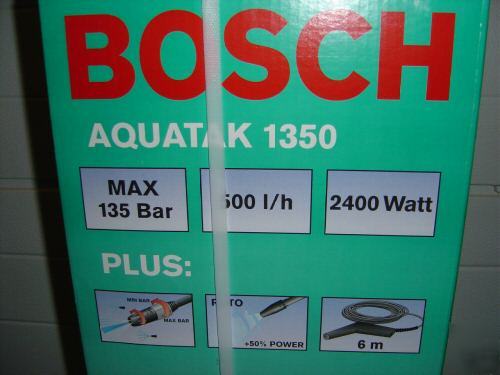 BOSCH
AQUATAK 1350
MAX
135 Bar
500 l/h
2400 Watt
PLUS:
MIN BAR
MAX BAR
+50% POWER
6 m